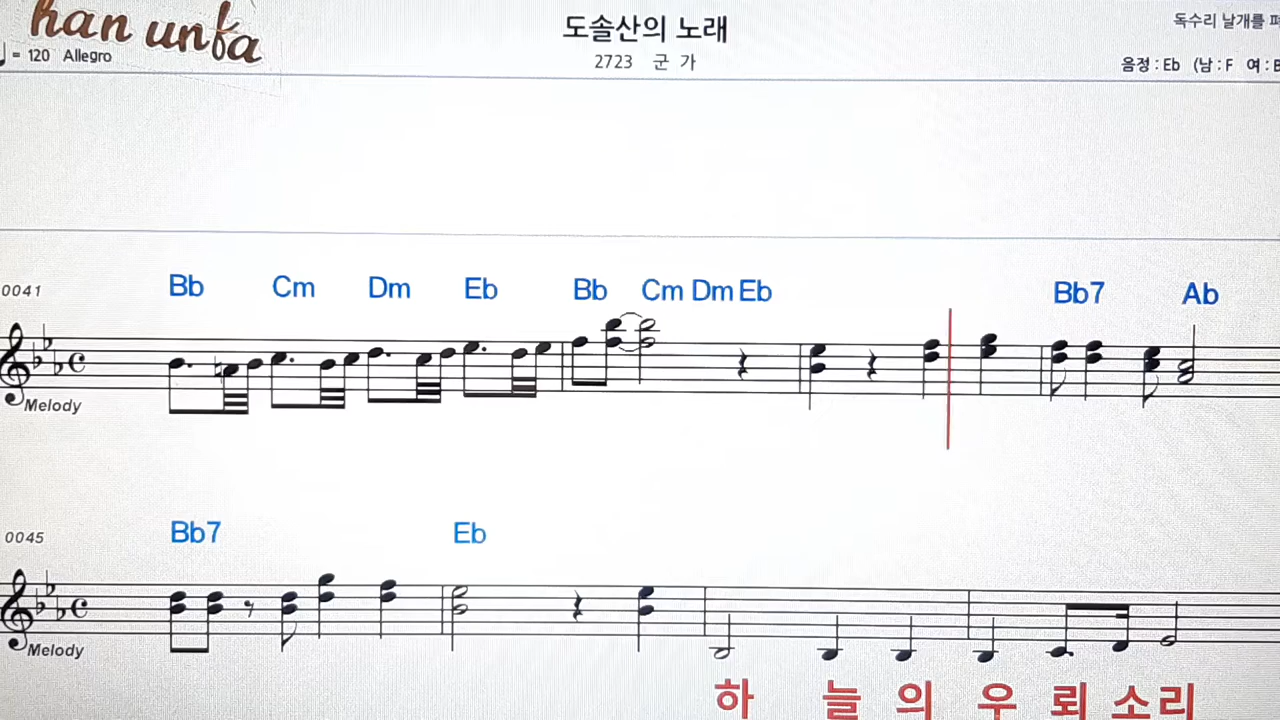 han unfa
도솔산의 노래
독수리 날개를 펴
♩ = 120 Allegro
2723 군 가
음정 : Eb (남 : F 여 : B
0041
Bb Cm Dm Eb Bb Cm Dm Eb Bb7 Ab
Melody
0045
Bb7 Eb
Melody
하 늘 의 우 뢰 소 리